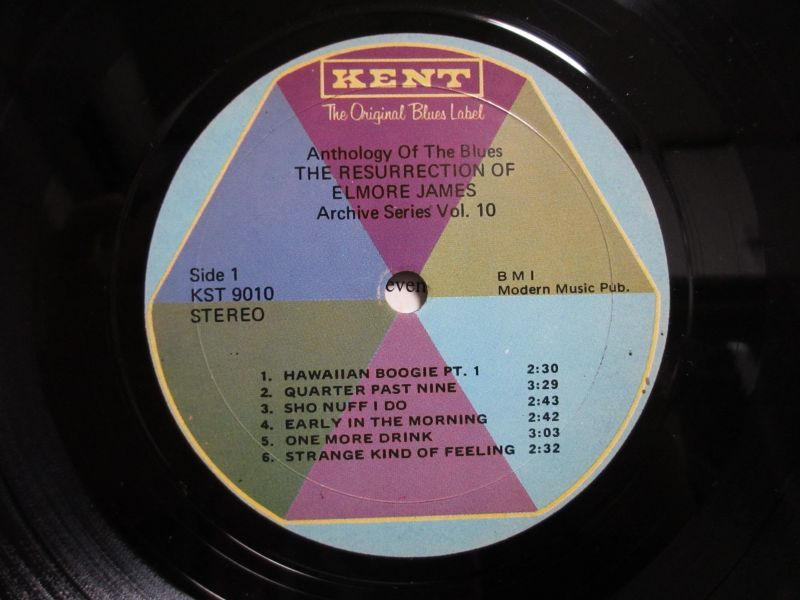 KENT
The Original Blues Label
Anthology Of The Blues
THE RESURRECTION OF
ELMORE JAMES
Archive Series Vol. 10
Side 1
KST 9010
STEREO
even
B M I
Modern Music Pub.
1. HAWAIIAN BOOGIE PT. 1 2:30
2. QUARTER PAST NINE 3:29
3. SHO NUFF I DO 2:43
4. EARLY IN THE MORNING 2:42
5. ONE MORE DRINK 3:03
6. STRANGE KIND OF FEELING 2:32